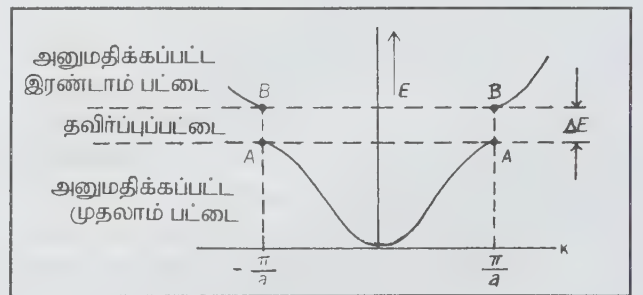 அனுமதிக்கப்பட்ட
இரண்டாம் பட்டை
தவிர்ப்புப்பட்டை
அனுமதிக்கப்பட்ட
முதலாம் பட்டை
E
B
B
A
A
ΔE
K
-π/a
π/a